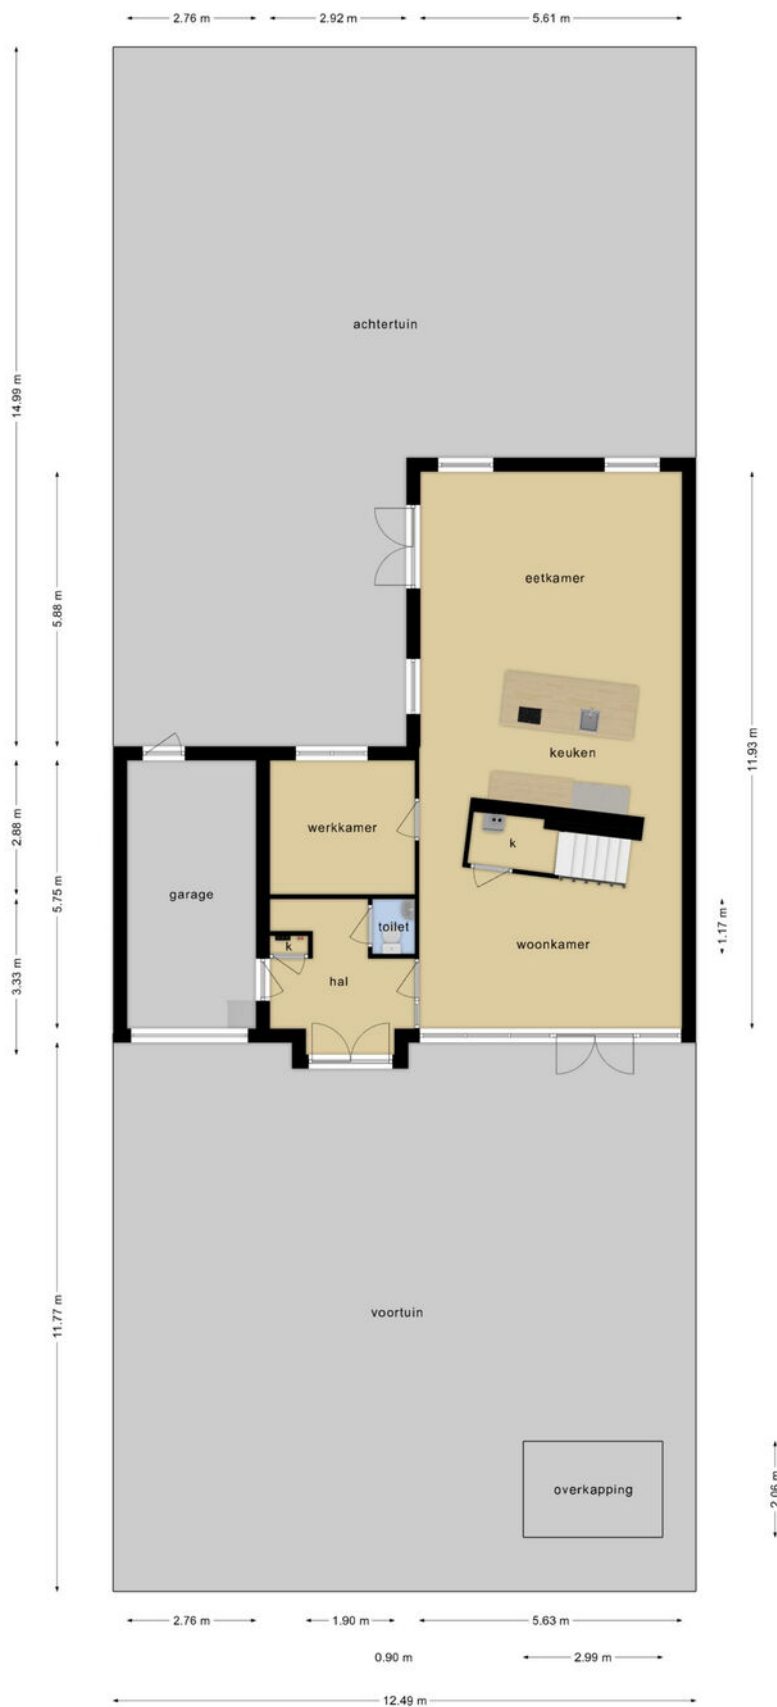 2.76 m
2.92 m
5.61 m
achtertuin
14.99 m
5.88 m
eetkamer
11.93 m
keuken
2.88 m
5.75 m
werkkamer
k
garage
toilet
1.17 m
3.33 m
k
woonkamer
hal
voortuin
11.77 m
overkapping
2.06 m
2.76 m
1.90 m
5.63 m
0.90 m
2.99 m
12.49 m